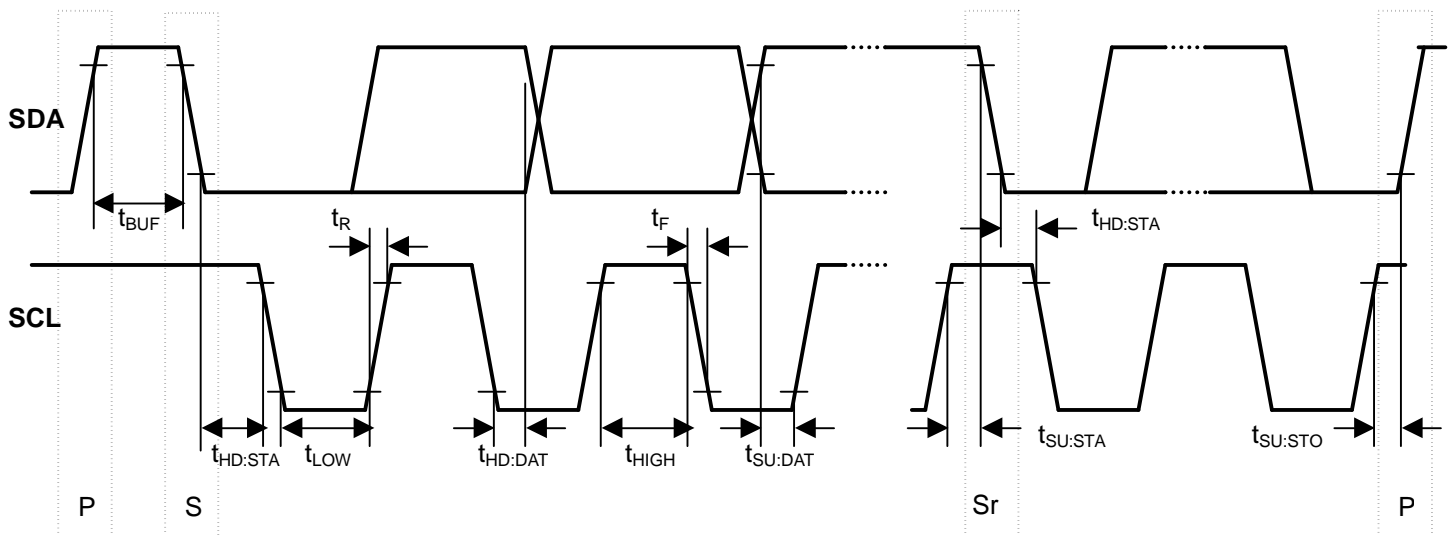 SDA
t_BUF
t_R
t_F
t_HD:STA
SCL
t_HD:STA
t_LOW
t_HD:DAT
t_HIGH
t_SU:DAT
t_SU:STA
t_SU:STO
P
S
Sr
P